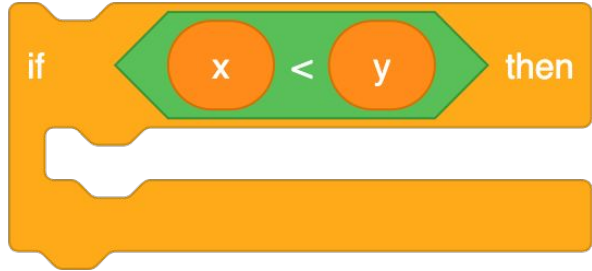 if x < y then